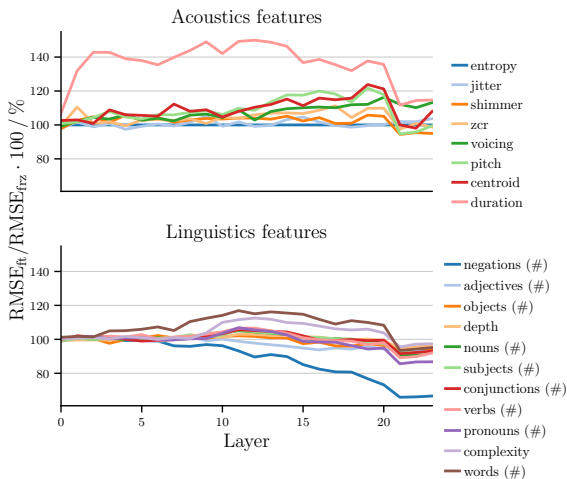 Acoustics features
140
120
100
80
entropy
jitter
shimmer
zcr
voicing
pitch
centroid
duration
RMSE_ft/RMSE_frz · 100 / %
Linguistics features
140
120
100
80
0
5
10
15
20
Layer
negations (#)
adjectives (#)
objects (#)
depth
nouns (#)
subjects (#)
conjunctions (#)
verbs (#)
pronouns (#)
complexity
words (#)